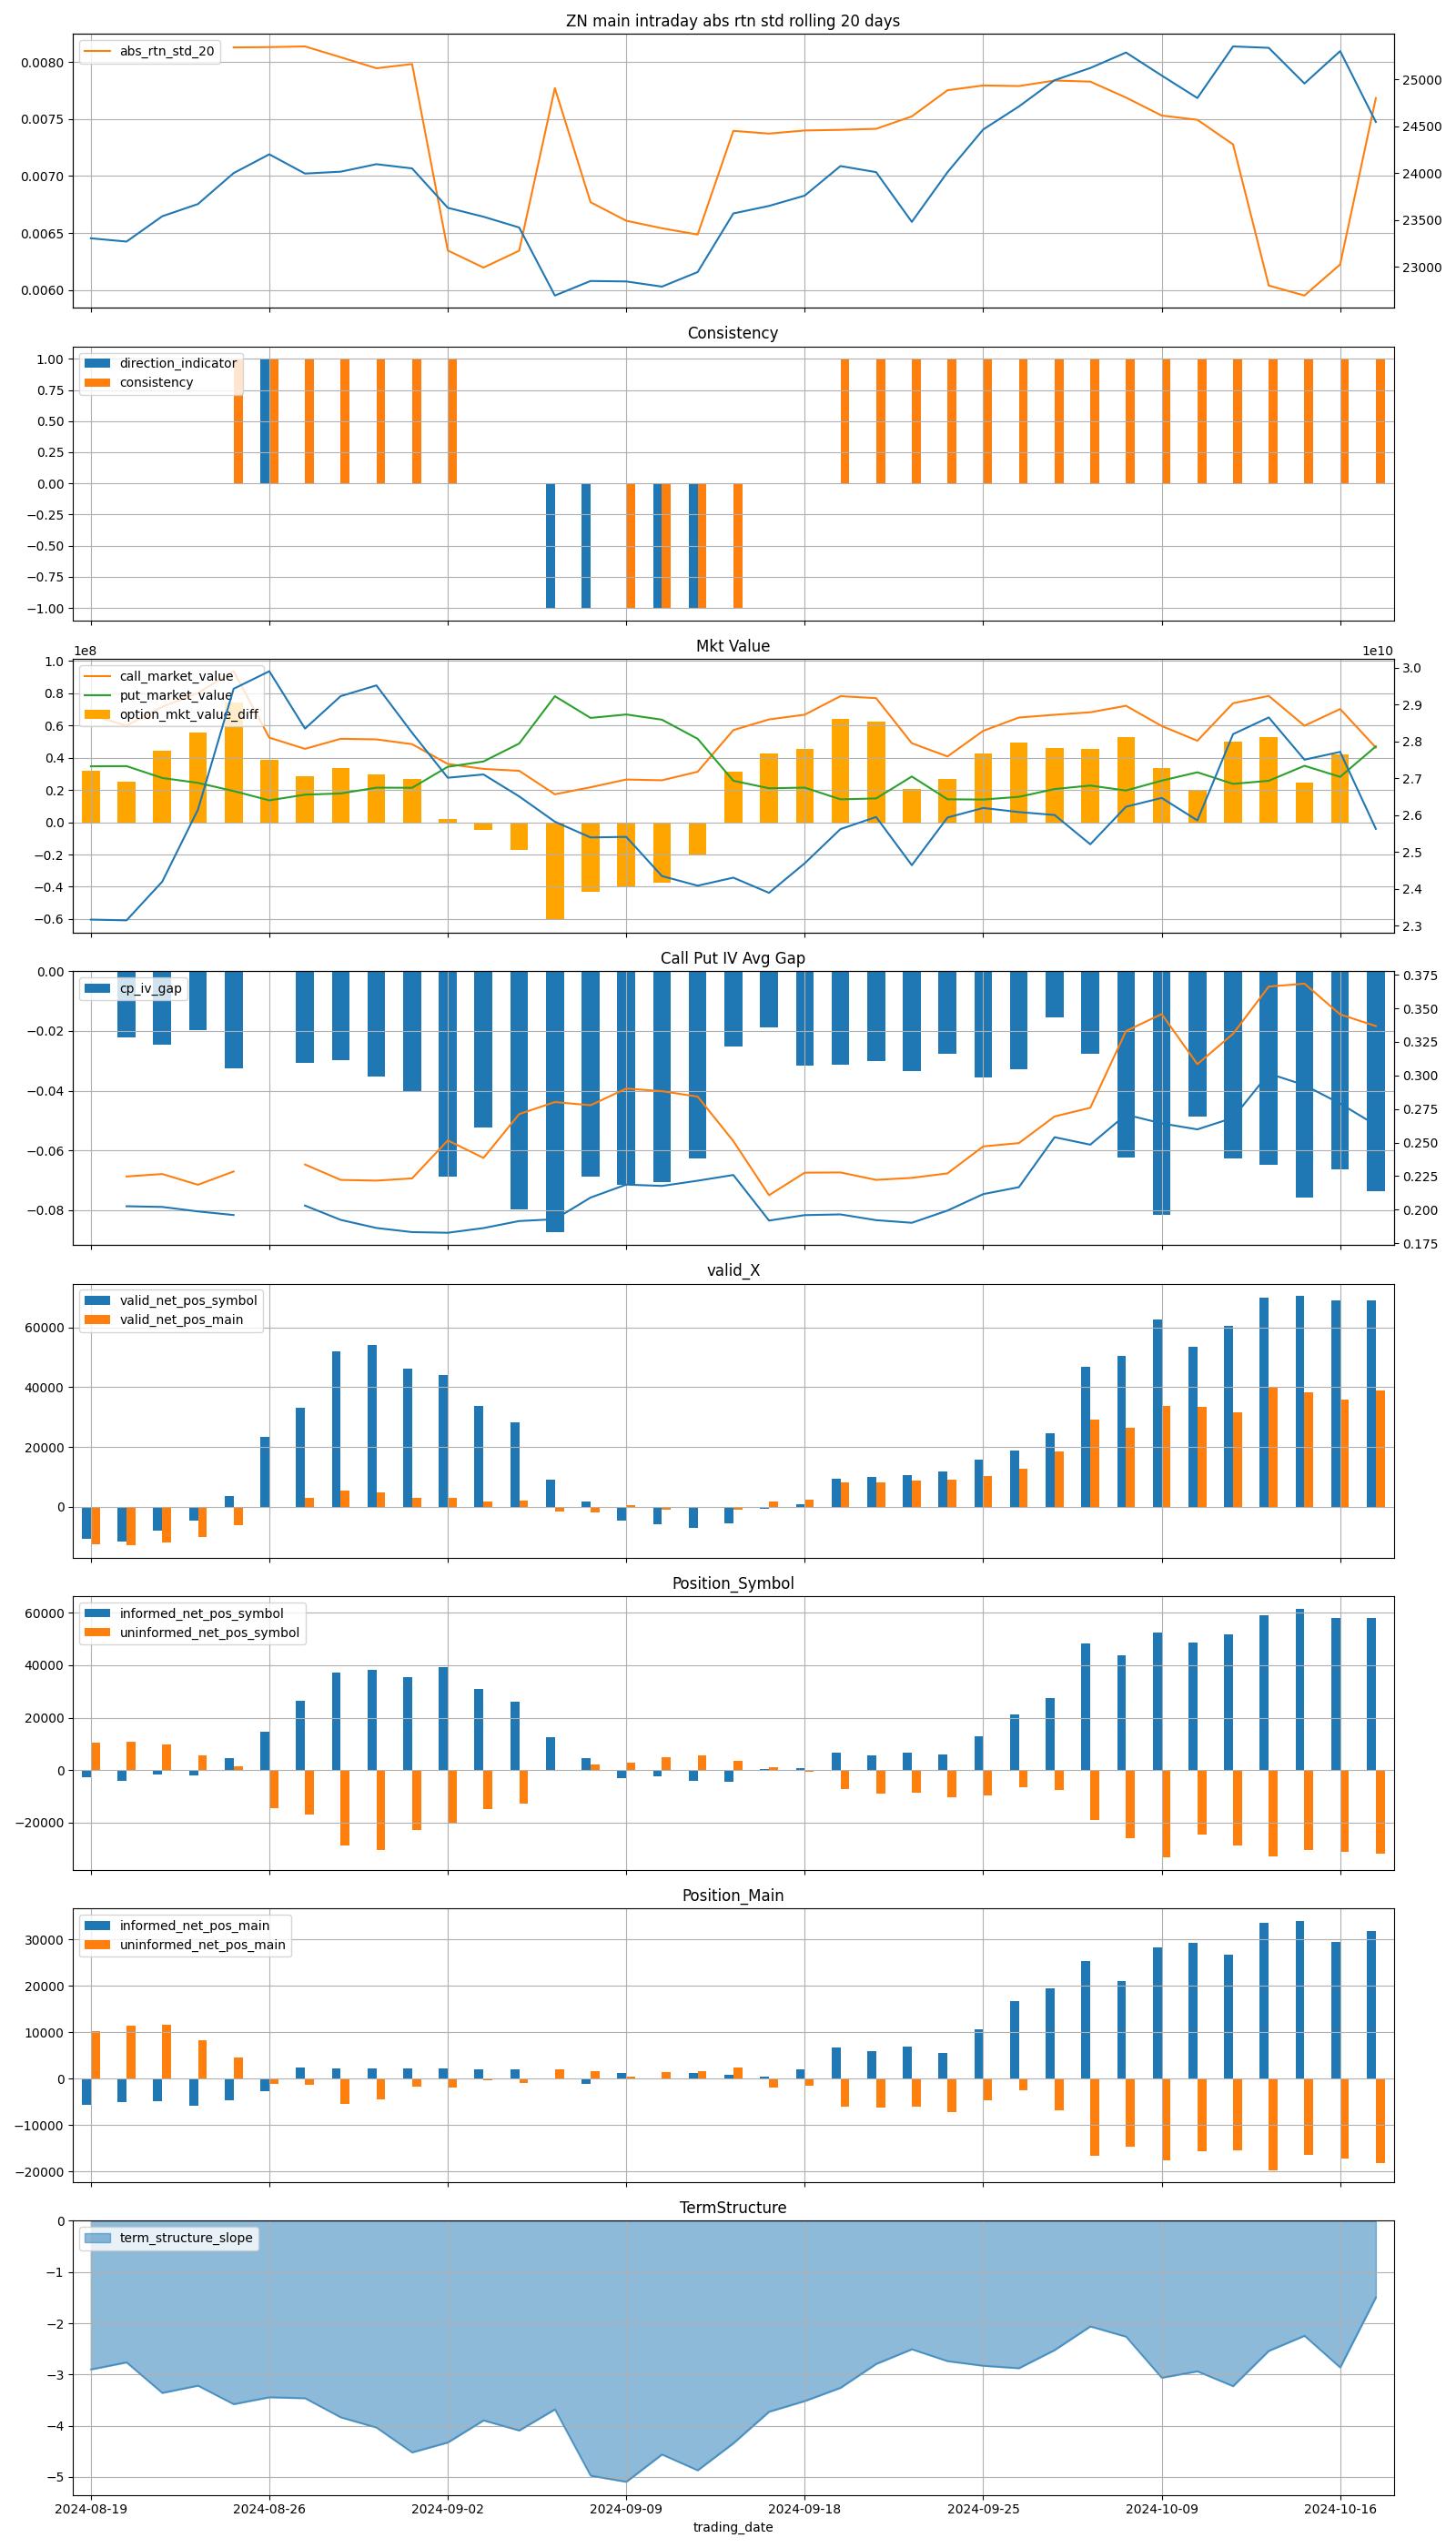 ZN main intraday abs rtn std rolling 20 days
abs_rtn_std_20
0.0080
0.0075
0.0070
0.0065
0.0060
25000
24500
24000
23500
23000
Consistency
direction_indicator
consistency
1.00
0.75
0.50
0.25
0.00
−0.25
−0.50
−0.75
−1.00
Mkt Value
1e8
1e10
call_market_value
put_market_value
option_mkt_value_diff
1.0
0.8
0.6
0.4
0.2
0.0
−0.2
−0.4
−0.6
3.0
2.9
2.8
2.7
2.6
2.5
2.4
2.3
Call Put IV Avg Gap
cp_iv_gap
0.00
−0.02
−0.04
−0.06
−0.08
0.375
0.350
0.325
0.300
0.275
0.250
0.225
0.200
0.175
valid_X
valid_net_pos_symbol
valid_net_pos_main
60000
40000
20000
0
Position_Symbol
informed_net_pos_symbol
uninformed_net_pos_symbol
60000
40000
20000
0
−20000
Position_Main
informed_net_pos_main
uninformed_net_pos_main
30000
20000
10000
0
−10000
−20000
TermStructure
term_structure_slope
0
−1
−2
−3
−4
−5
2024-08-19 2024-08-26 2024-09-02 2024-09-09 2024-09-18 2024-09-25 2024-10-09 2024-10-16
trading_date